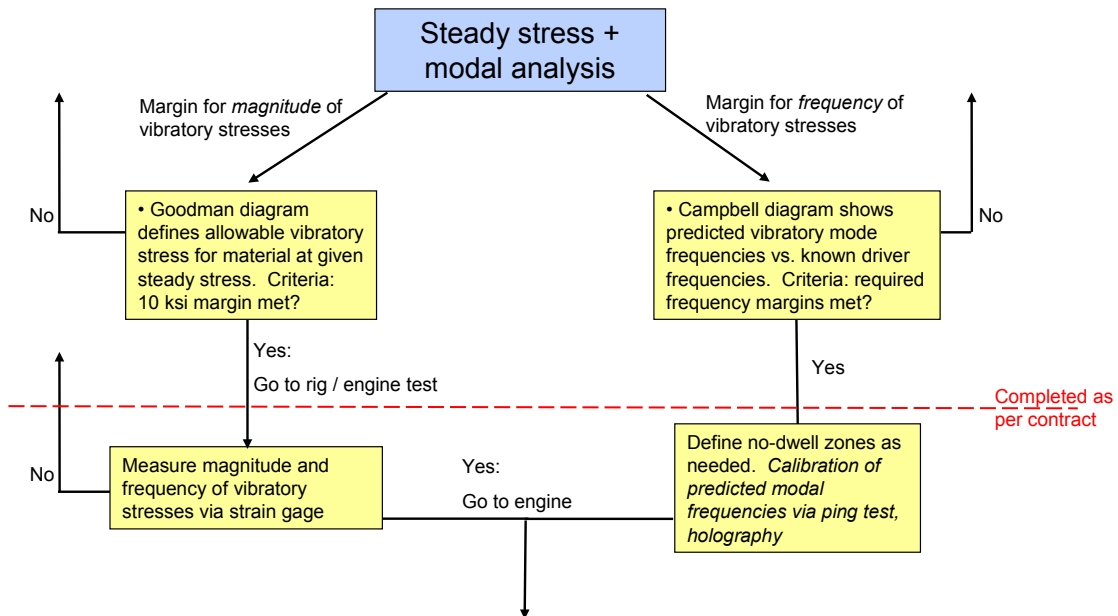 Steady stress +
modal analysis
Margin for magnitude of
vibratory stresses
Margin for frequency of
vibratory stresses
No
• Goodman diagram
defines allowable vibratory
stress for material at given
steady stress.  Criteria:
10 ksi margin met?
• Campbell diagram shows
predicted vibratory mode
frequencies vs. known driver
frequencies.  Criteria: required
frequency margins met?
No
Yes:
Go to rig / engine test
Yes
Completed as
per contract
No
Measure magnitude and
frequency of vibratory
stresses via strain gage
Yes:
Go to engine
Define no-dwell zones as
needed.  Calibration of
predicted modal
frequencies via ping test,
holography